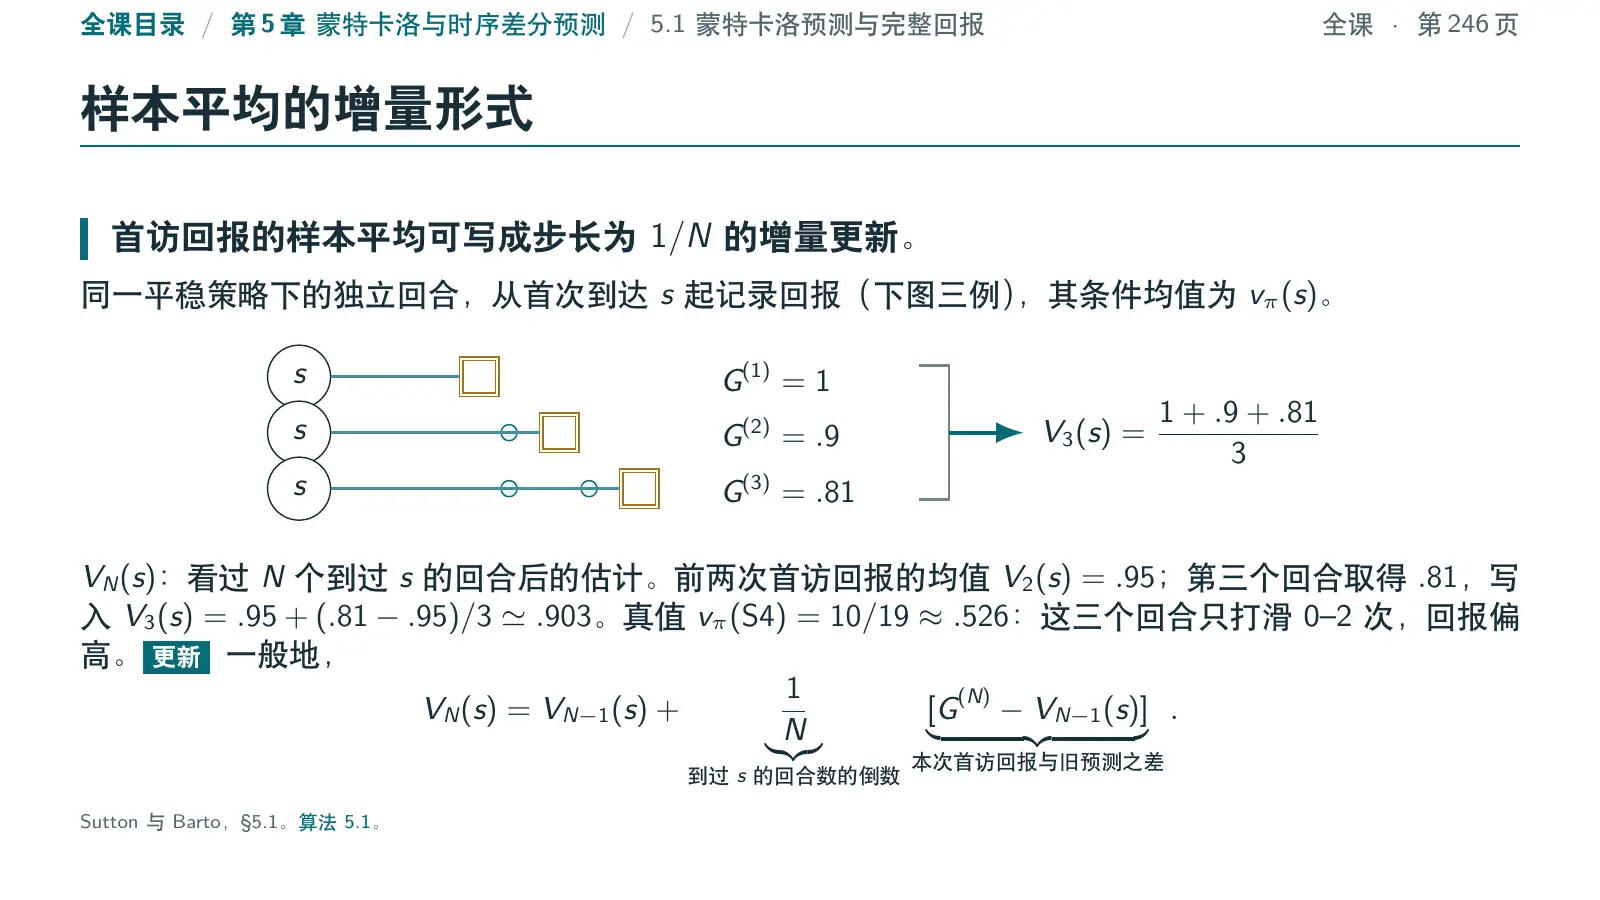 全课目录 / 第 5 章 蒙特卡洛与时序差分预测 / 5.1 蒙特卡洛预测与完整回报
全课 · 第 246 页
样本平均的增量形式
首访回报的样本平均可写成步长为 1/N 的增量更新。
同一平稳策略下的独立回合，从首次到达 s 起记录回报（下图三例），其条件均值为 vπ(s)。
s
G(1) = 1
s
G(2) = .9
s
G(3) = .81
V3(s) = (1 + .9 + .81)/3
VN(s)：看过 N 个到过 s 的回合后的估计。前两次首访回报的均值 V2(s) = .95；第三个回合取得 .81，写
入 V3(s) = .95 + (.81 − .95)/3 ≃ .903。真值 vπ(S4) = 10/19 ≈ .526：这三个回合只打滑 0–2 次，回报偏
高。 更新 一般地，
VN(s) = VN−1(s) + 1/N [G(N) − VN−1(s)] .
到过 s 的回合数的倒数 本次首访回报与旧预测之差
Sutton 与 Barto，§5.1。算法 5.1。